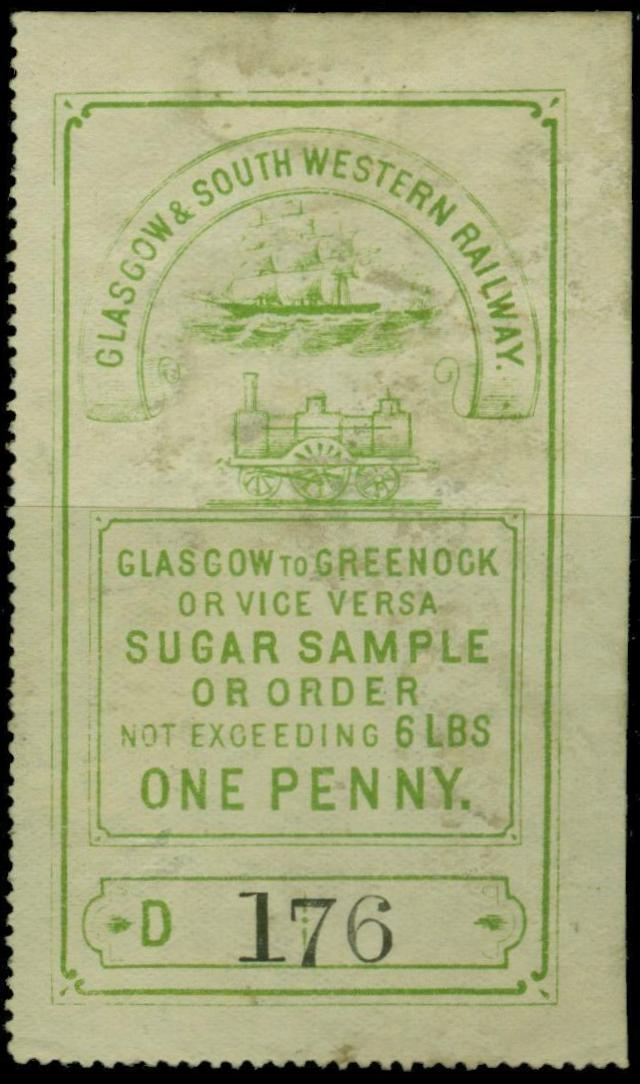 GLASGOW & SOUTH WESTERN RAILWAY.
GLASGOW TO GREENOCK
OR VICE VERSA
SUGAR SAMPLE
OR ORDER
NOT EXCEEDING 6 LBS
ONE PENNY.
D 176